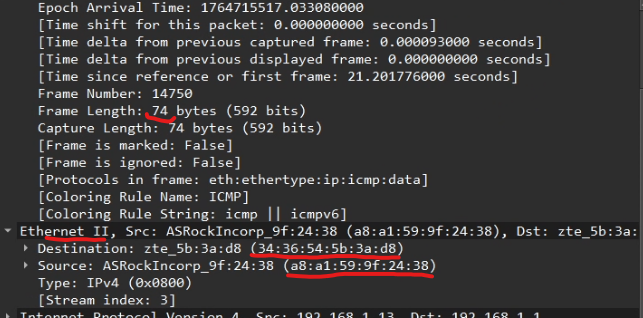 Epoch Arrival Time: 1764715517.033080000
[Time shift for this packet: 0.000000000 seconds]
[Time delta from previous captured frame: 0.000093000 seconds]
[Time delta from previous displayed frame: 0.000000000 seconds]
[Time since reference or first frame: 21.201776000 seconds]
Frame Number: 14750
Frame Length: 74 bytes (592 bits)
Capture Length: 74 bytes (592 bits)
[Frame is marked: False]
[Frame is ignored: False]
[Protocols in frame: eth:ethertype:ip:icmp:data]
[Coloring Rule Name: ICMP]
[Coloring Rule String: icmp || icmpv6]
Ethernet II, Src: ASRockIncorp_9f:24:38 (a8:a1:59:9f:24:38), Dst: zte_5b:3a:
Destination: zte_5b:3a:d8 (34:36:54:5b:3a:d8)
Source: ASRockIncorp_9f:24:38 (a8:a1:59:9f:24:38)
Type: IPv4 (0x0800)
[Stream index: 3]
Internet Protocol Version 4, Src: 192.168.1.13, Dst: 192.168.1.1